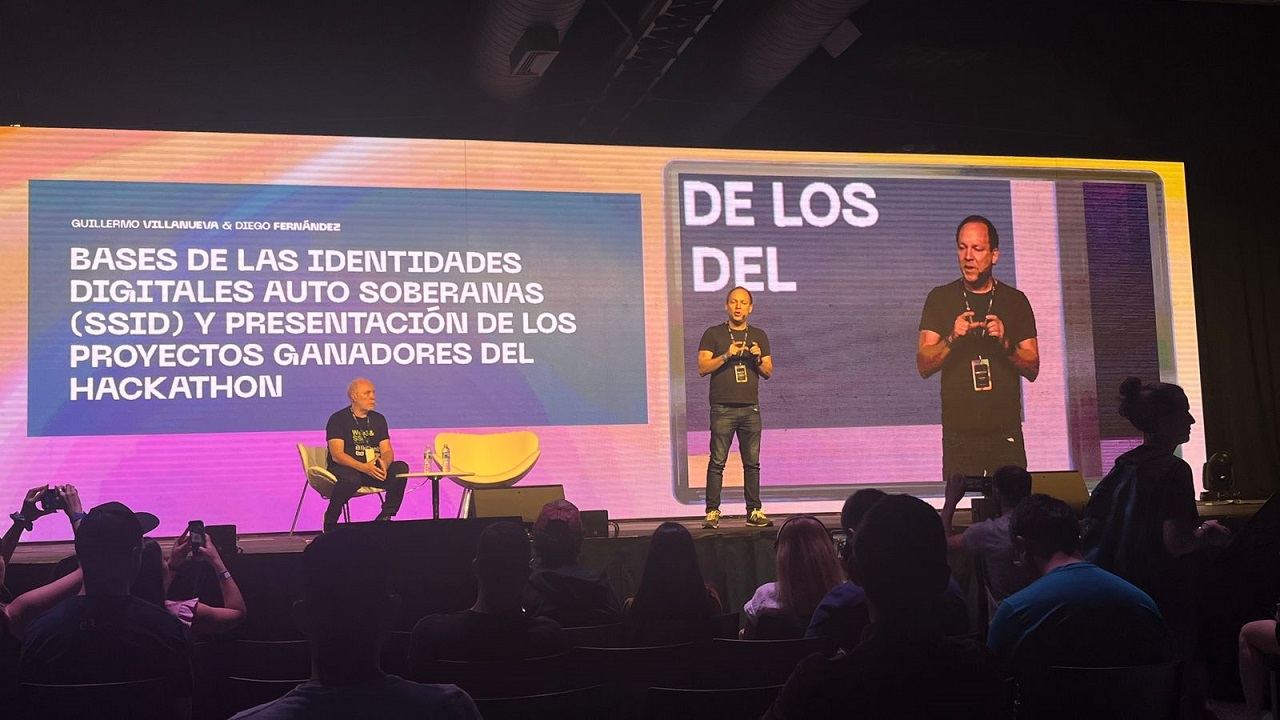 GUILLERMO VILLANUEVA & DIEGO FERNÁNDEZ
BASES DE LAS IDENTIDADES
DIGITALES AUTO SOBERANAS
(SSID) Y PRESENTACIÓN DE LOS
PROYECTOS GANADORES DEL
HACKATHON
DE LOS
DEL